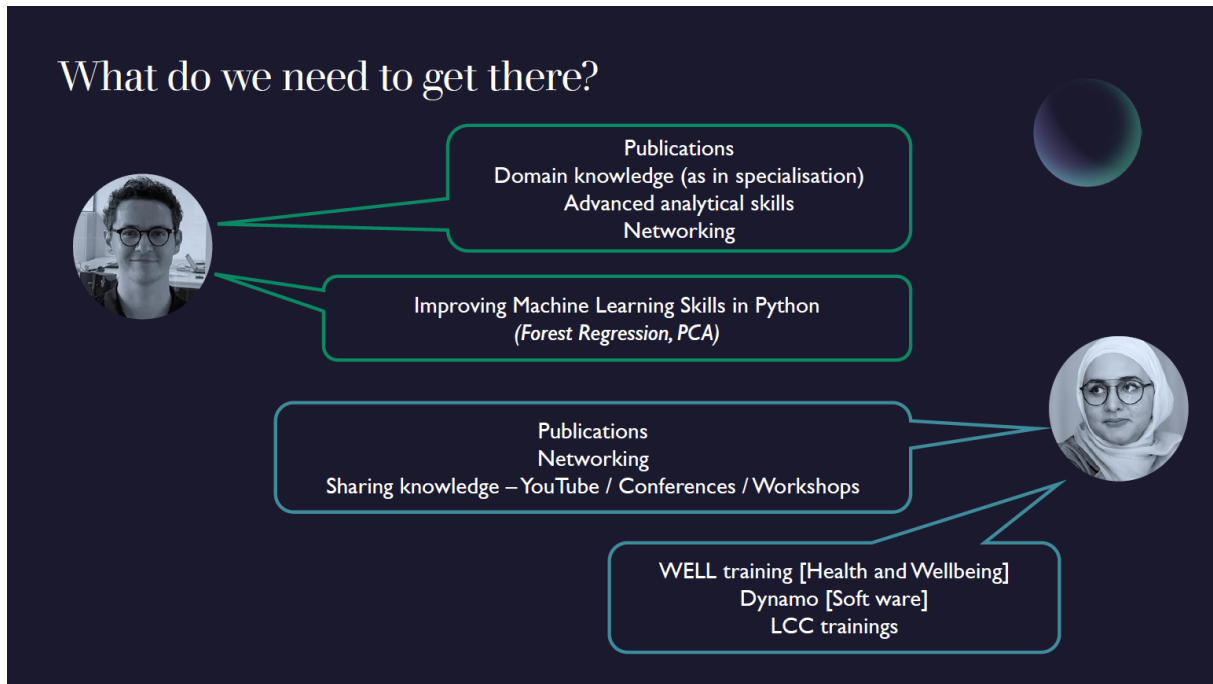 What do we need to get there?
Publications
Domain knowledge (as in specialisation)
Advanced analytical skills
Networking
Improving Machine Learning Skills in Python
(Forest Regression, PCA)
Publications
Networking
Sharing knowledge – YouTube / Conferences / Workshops
WELL training [Health and Wellbeing]
Dynamo [Soft ware]
LCC trainings